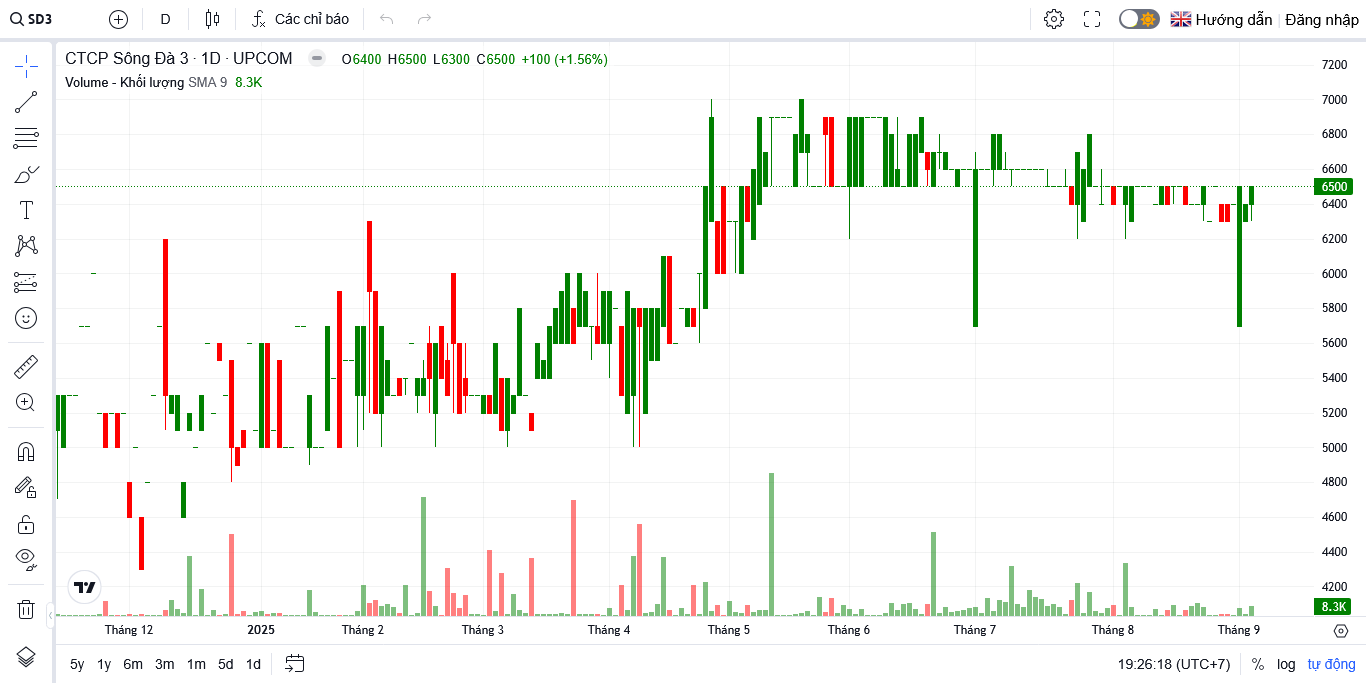 SD3 D Các chỉ báo Hướng dẫn Đăng nhập
CTCP Sông Đà 3 · 1D · UPCOM O6400 H6500 L6300 C6500 +100 (+1.56%)
Volume - Khối lượng SMA 9 8.3K
7200
7000
6800
6600
6500
6400
6200
6000
5800
5600
5400
5200
5000
4800
4600
4400
4200
8.3K
Tháng 12 2025 Tháng 2 Tháng 3 Tháng 4 Tháng 5 Tháng 6 Tháng 7 Tháng 8 Tháng 9
5y 1y 6m 3m 1m 5d 1d 19:26:18 (UTC+7) % log tự động